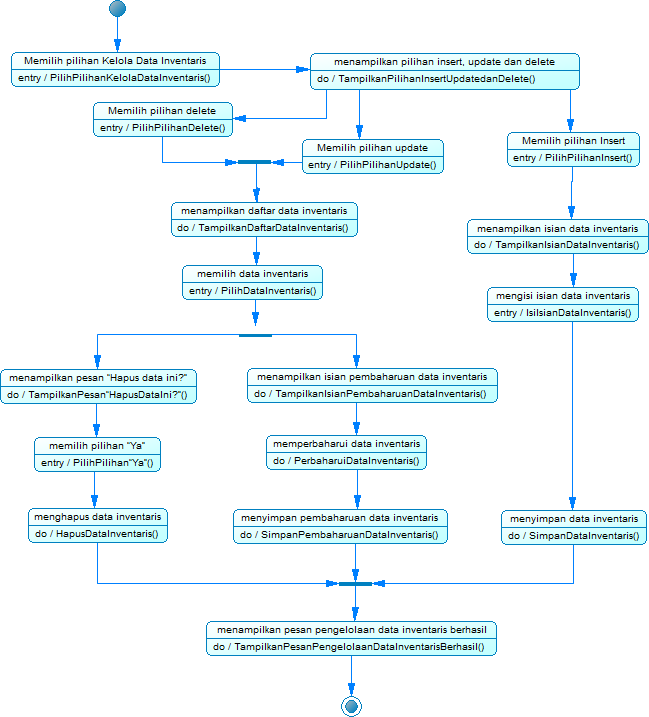 Memilih pilihan Kelola Data Inventaris
entry / PilihPilihanKelolaDataInventaris()
menampilkan pilihan insert, update dan delete
do / TampilkanPilihanInsertUpdatedanDelete()
Memilih pilihan delete
entry / PilihPilihanDelete()
Memilih pilihan update
entry / PilihPilihanUpdate()
Memilih pilihan Insert
entry / PilihPilihanInsert()
menampilkan daftar data inventaris
do / TampilkanDaftarDataInventaris()
menampilkan isian data inventaris
do / TampilkanIsianDataInventaris()
memilih data inventaris
entry / PilihDataInventaris()
mengisi isian data inventaris
entry / IsiIsianDataInventaris()
menampilkan pesan "Hapus data ini?"
do / TampilkanPesan"HapusDataIni?"()
menampilkan isian pembaharuan data inventaris
do / TampilkanIsianPembaharuanDataInventaris()
memilih pilihan "Ya"
entry / PilihPilihan"Ya"()
memperbaharui data inventaris
do / PerbaharuiDataInventaris()
menghapus data inventaris
do / HapusDataInventaris()
menyimpan pembaharuan data inventaris
do / SimpanPembaharuanDataInventaris()
menyimpan data inventaris
do / SimpanDataInventaris()
menampilkan pesan pengelolaan data inventaris berhasil
do / TampilkanPesanPengelolaanDataInventarisBerhasil()